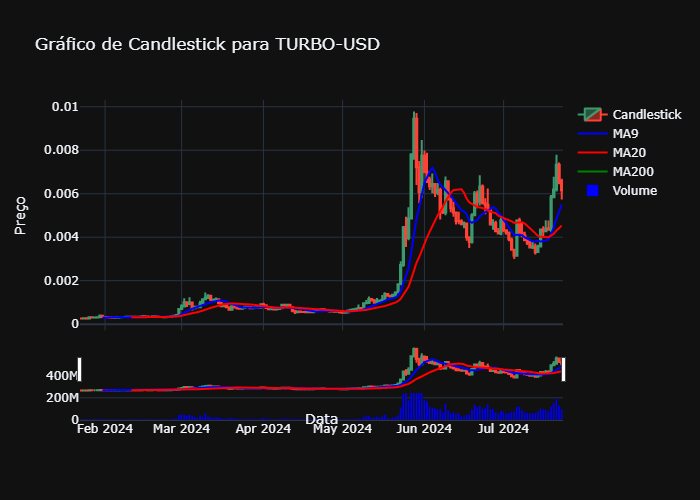 Gráfico de Candlestick para TURBO-USD
0.01
0.008
0.006
0.004
0.002
0
Preço
Candlestick
MA9
MA20
MA200
Volume
400M
200M
0
Data
Feb 2024
Mar 2024
Apr 2024
May 2024
Jun 2024
Jul 2024